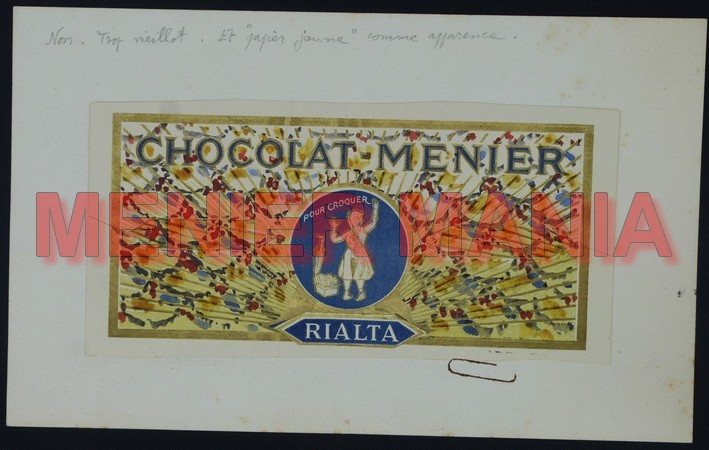 Non. Trop vieillot. Et "papier jaune" comme apparence.
CHOCOLAT-MENIER
MENIER MANIA
POUR CROQUER
RIALTA